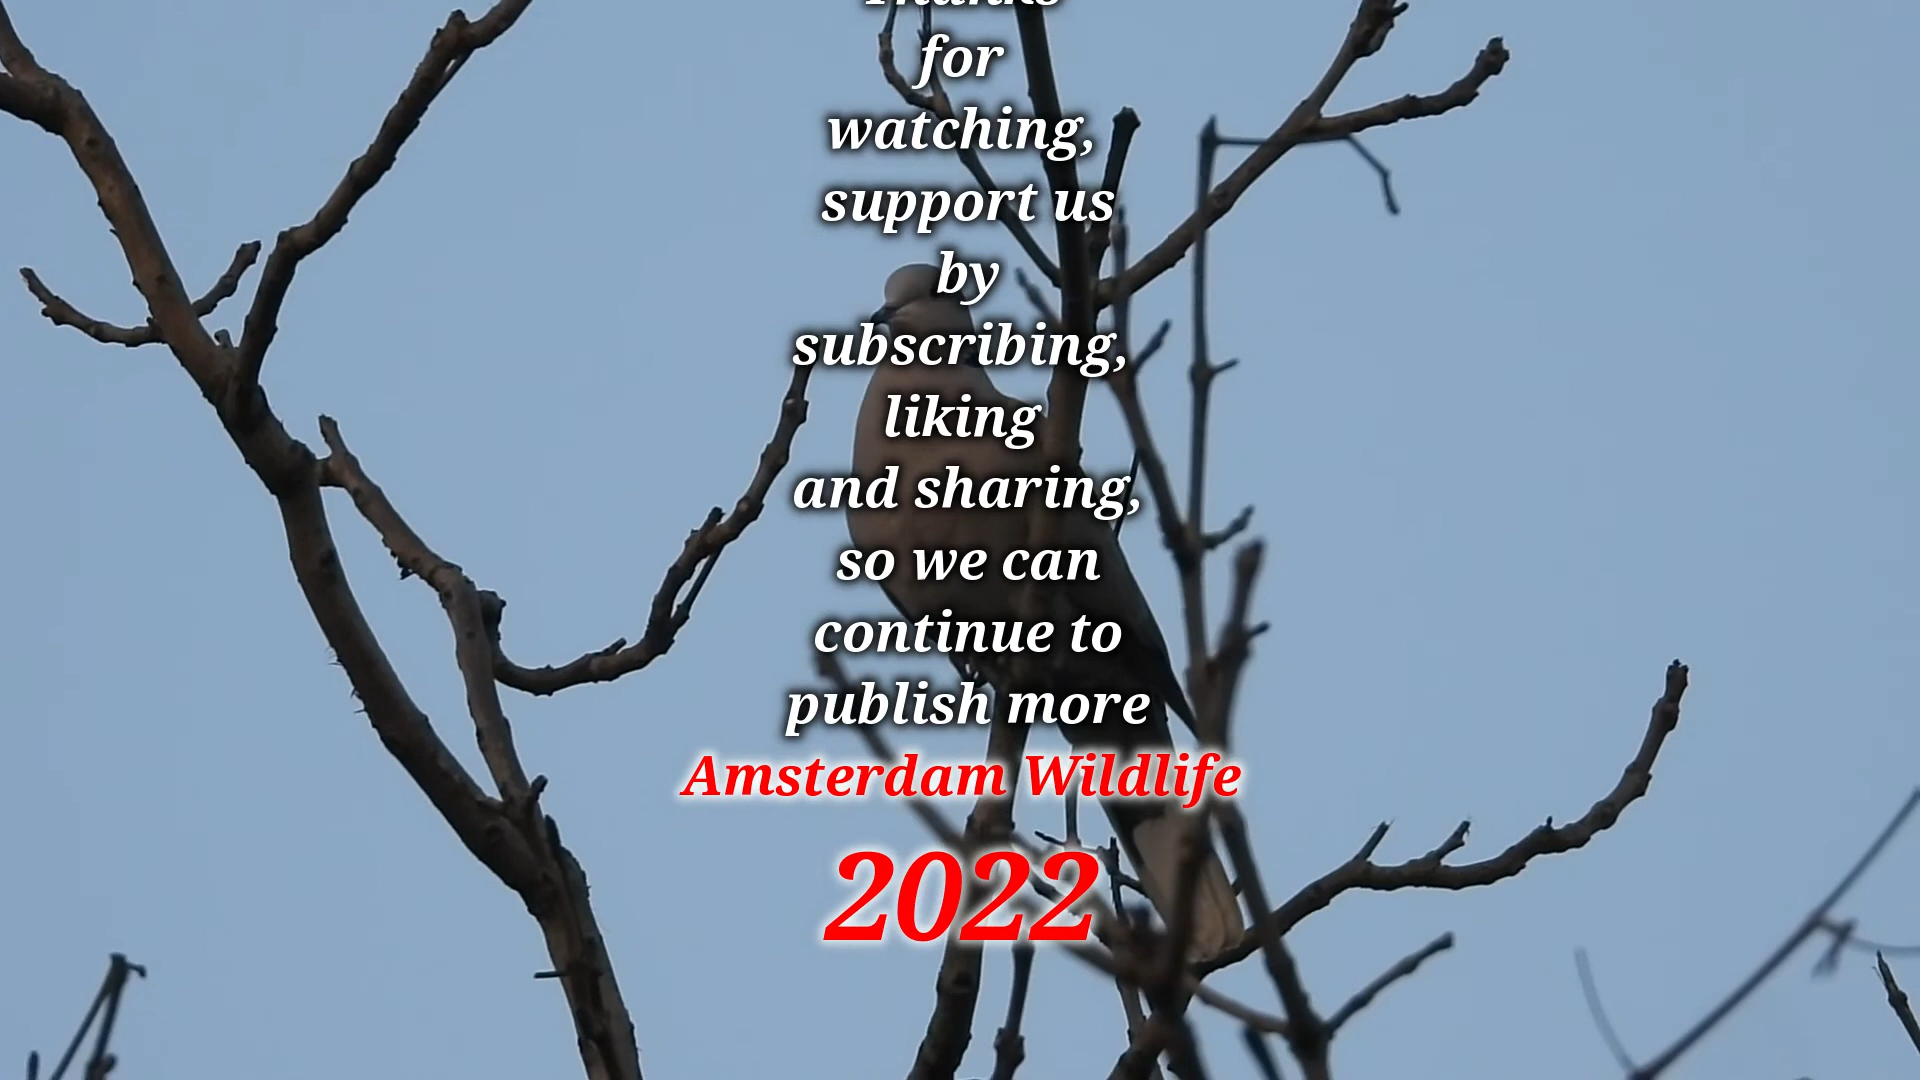 Thanks
for
watching,
support us
by
subscribing,
liking
and sharing,
so we can
continue to
publish more
Amsterdam Wildlife
2022